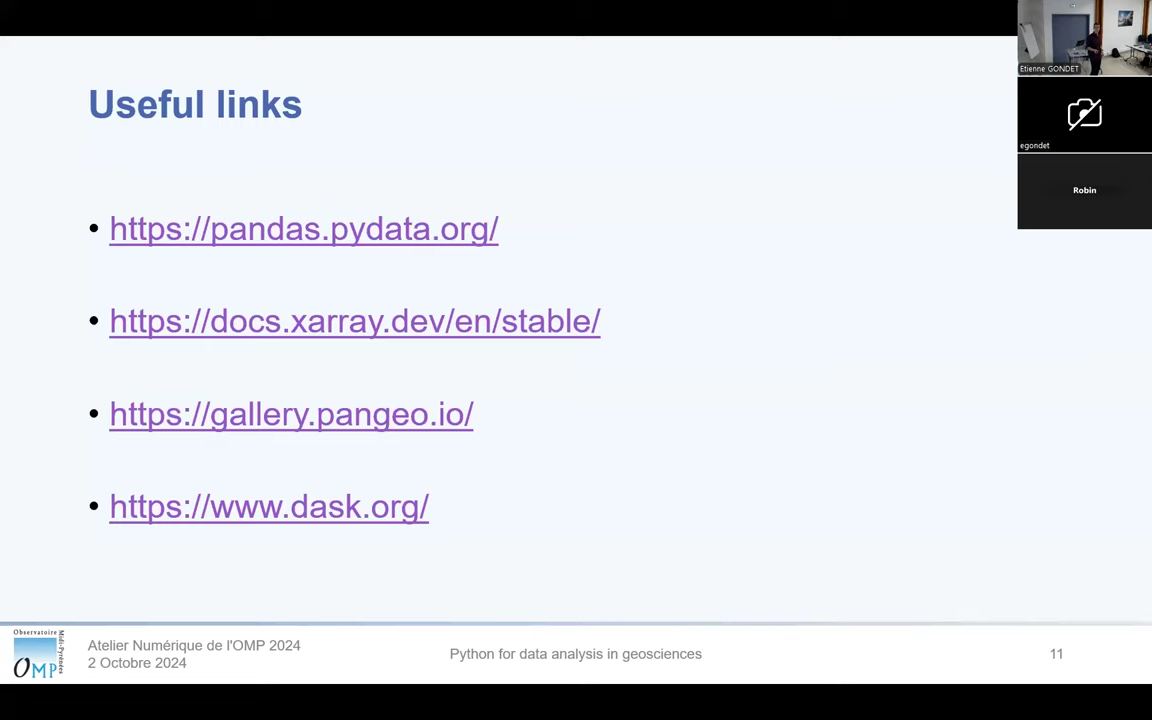 Useful links
• https://pandas.pydata.org/
• https://docs.xarray.dev/en/stable/
• https://gallery.pangeo.io/
• https://www.dask.org/
Etienne GONDET
egondet
Robin
Observatoire
Midi-Pyrénées
OMP
Atelier Numérique de l'OMP 2024
2 Octobre 2024
Python for data analysis in geosciences
11